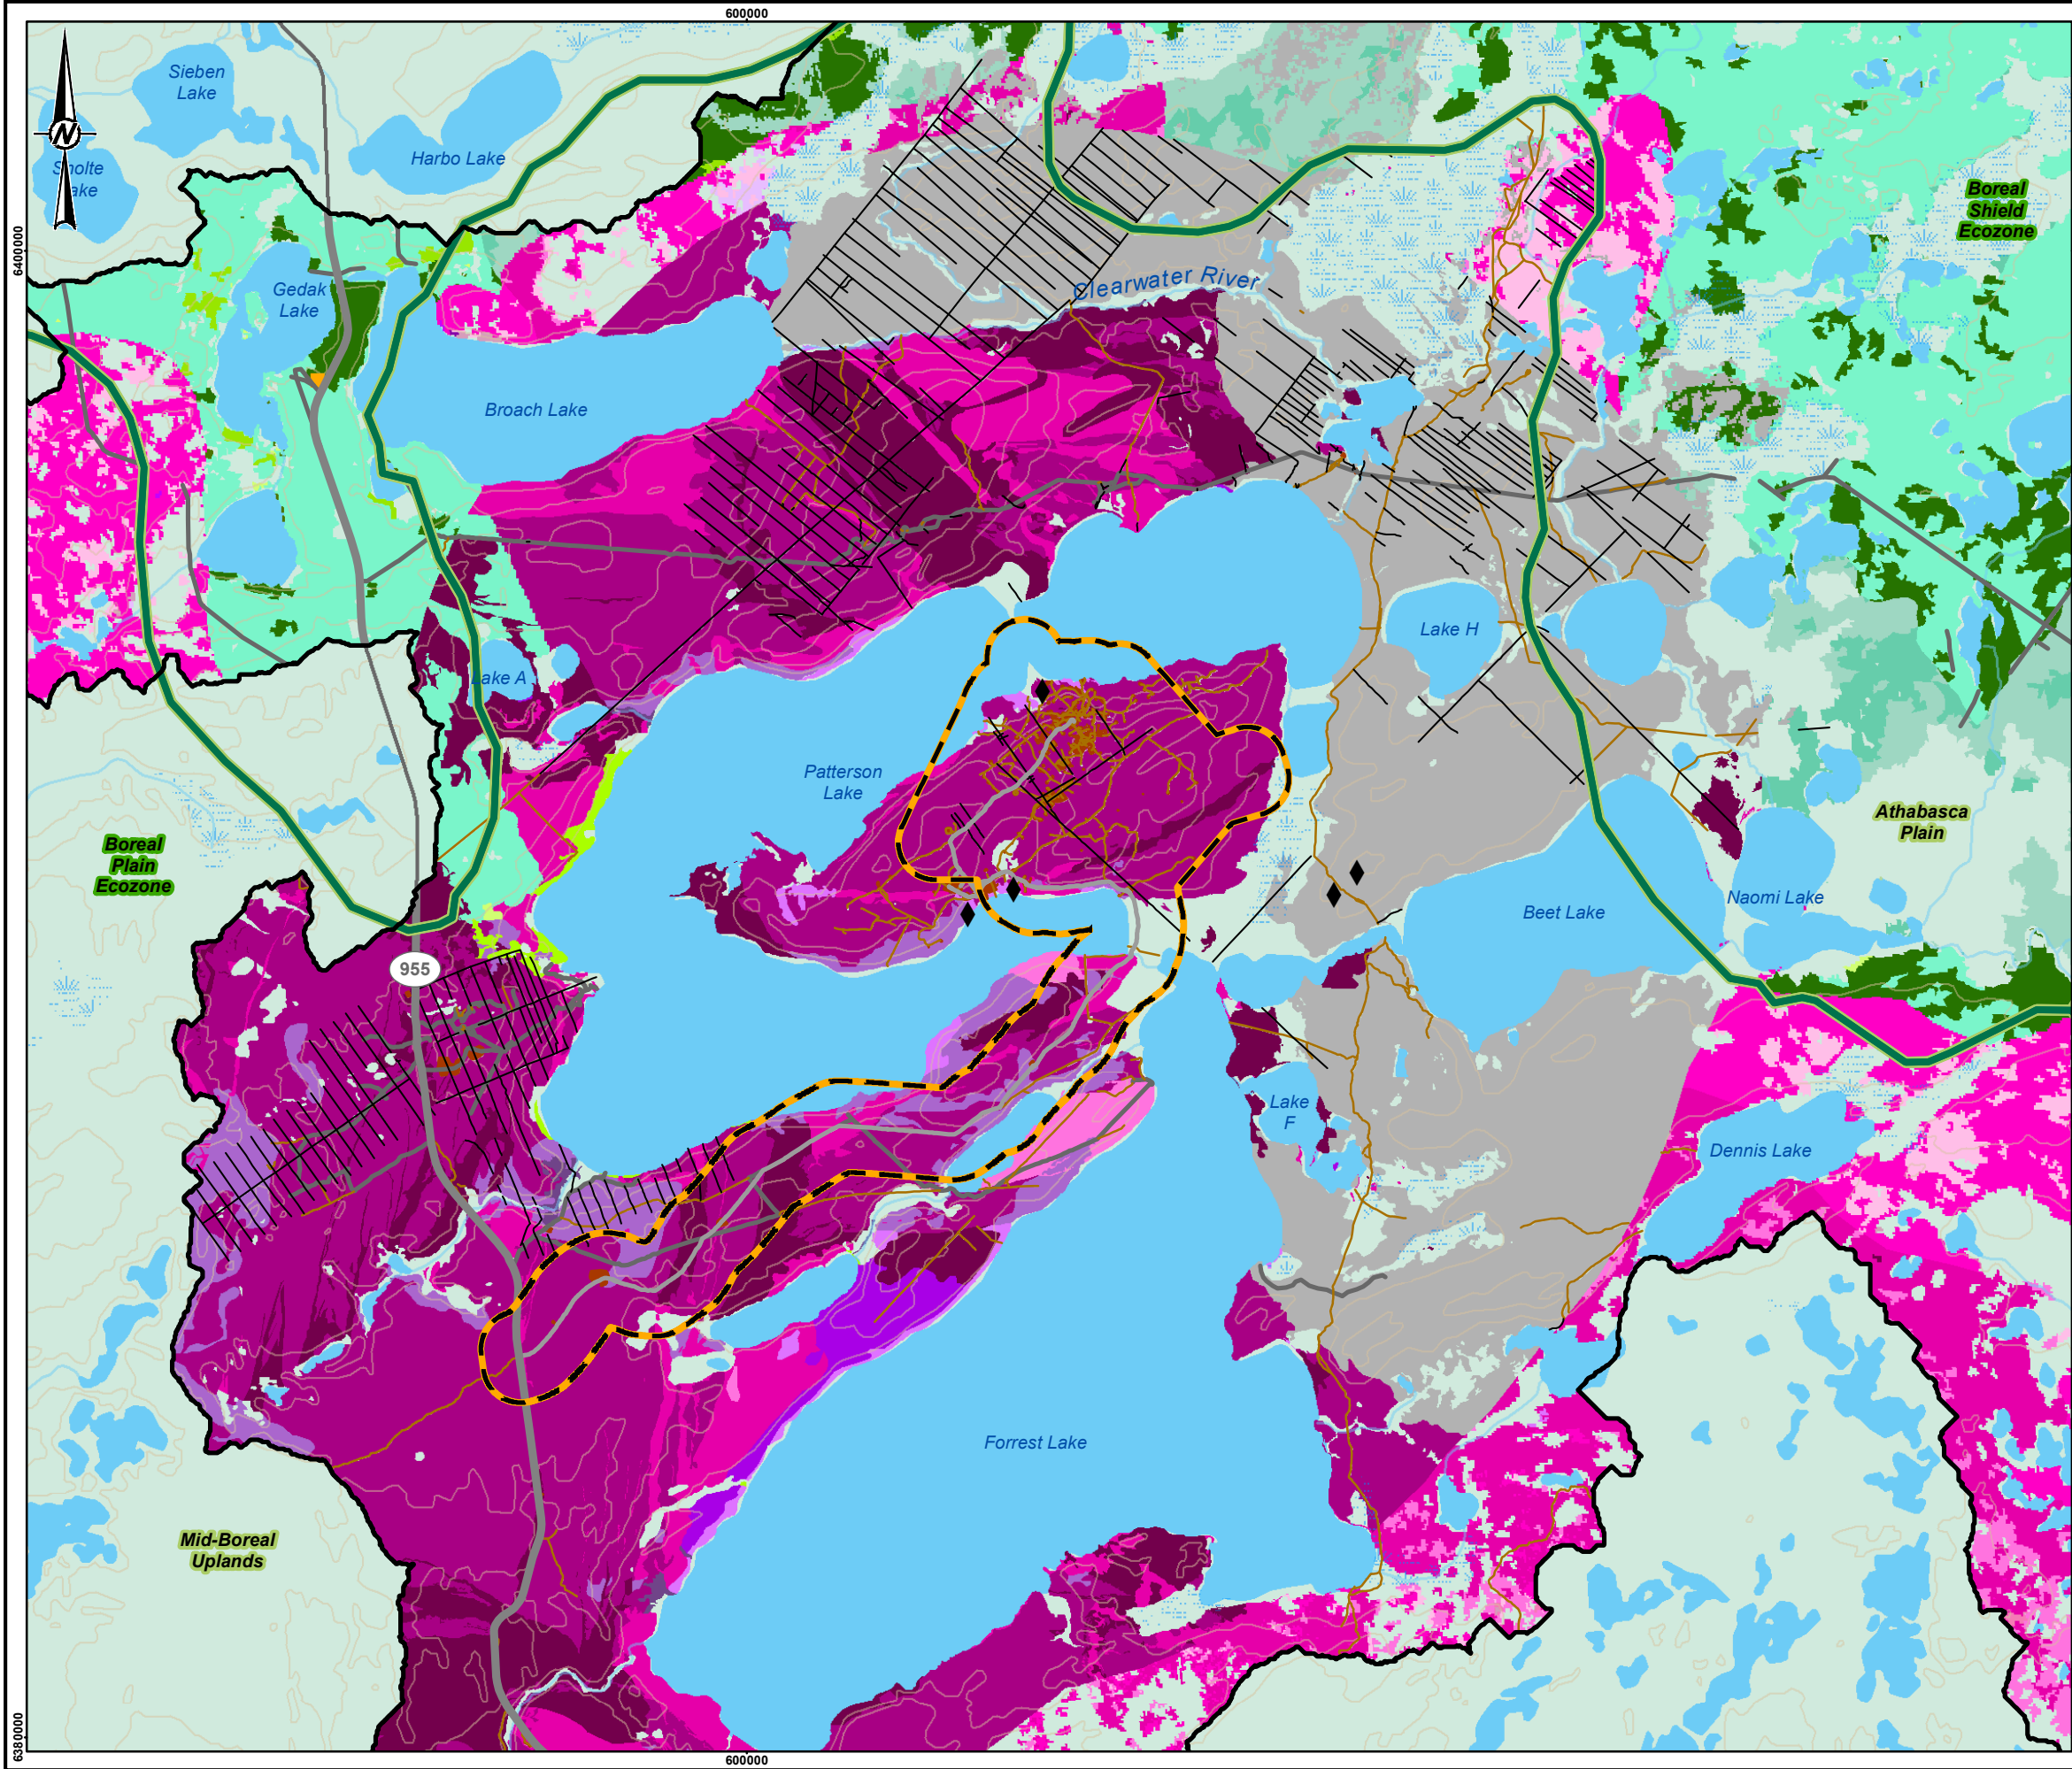 600000
Sieben
Lake
Harbo Lake
N
Sholte
Lake
Boreal
Shield
Ecozone
6400000
Gedak
Lake
Clearwater River
Broach Lake
Lake H
Lake A
Patterson
Lake
Athabasca
Plain
Boreal
Plain
Ecozone
Naomi Lake
Beet Lake
955
Lake
F
Dennis Lake
Forrest Lake
Mid-Boreal
Uplands
6380000
600000